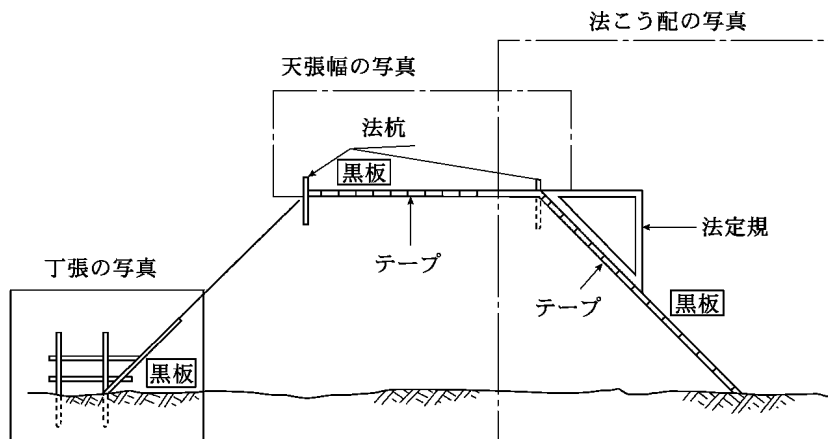 法こう配の写真
天張幅の写真
法杭
黒板
法定規
テープ
丁張の写真
テープ
黒板
黒板